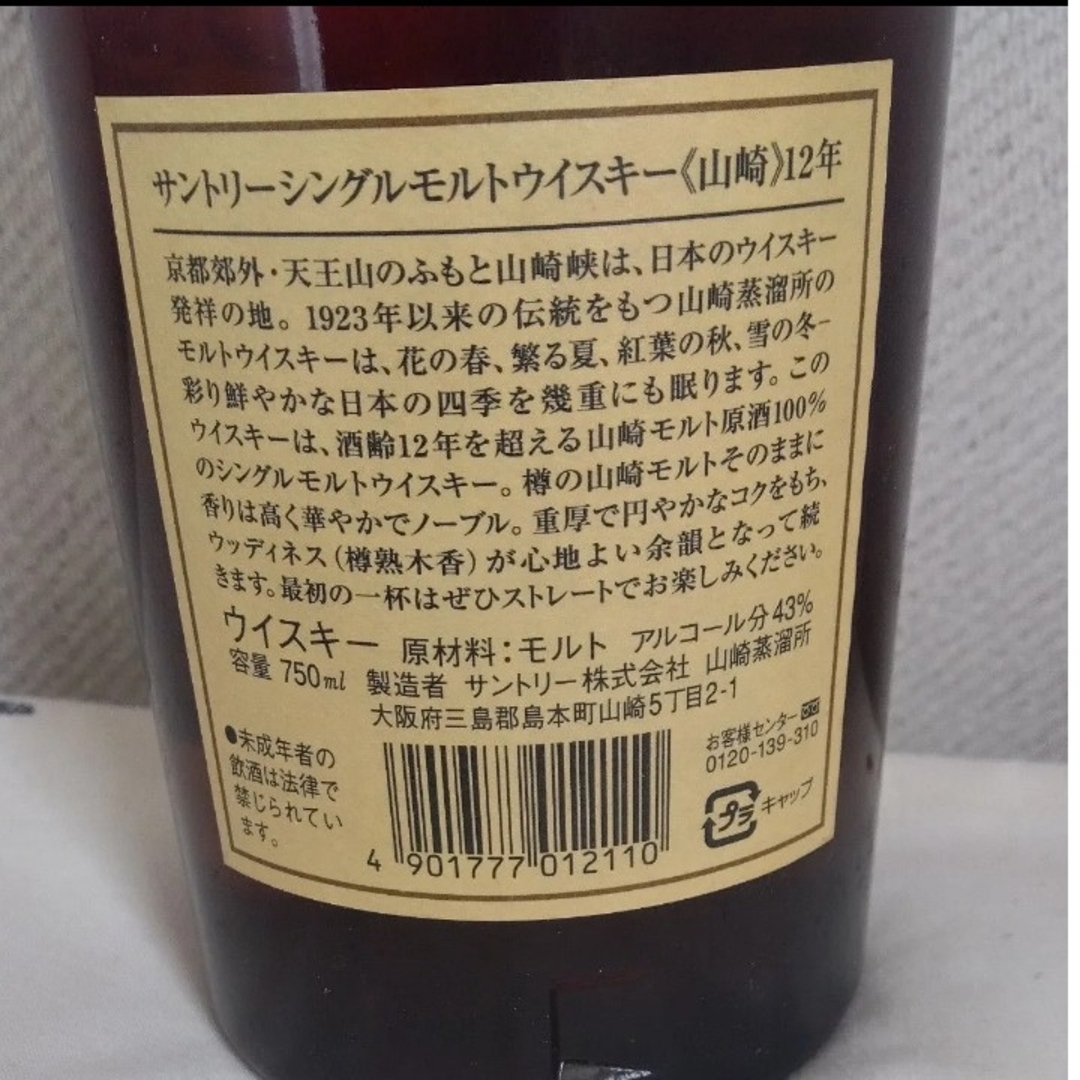 サントリーシングルモルトウイスキー《山崎》12年
京都郊外・天王山のふもと山崎峡は、日本のウイスキー
発祥の地。1923年以来の伝統をもつ山崎蒸溜所の
モルトウイスキーは、花の春、繁る夏、紅葉の秋、雪の冬−
彩り鮮やかな日本の四季を幾重にも眠ります。この
ウイスキーは、酒齢12年を超える山崎モルト原酒100%
のシングルモルトウイスキー。樽の山崎モルトそのままに
香りは高く華やかでノーブル。重厚で円やかなコクをもち、
ウッディネス(樽熟木香)が心地よい余韻となって続
きます。最初の一杯はぜひストレートでお楽しみください。
ウイスキー 原材料:モルト アルコール分43%
容量 750ml 製造者 サントリー株式会社 山崎蒸溜所
大阪府三島郡島本町山崎5丁目2-1
お客様センター
0120-139-310
●未成年者の
飲酒は法律で
禁じられてい
ます。
プラ キャップ
4 901777 012110